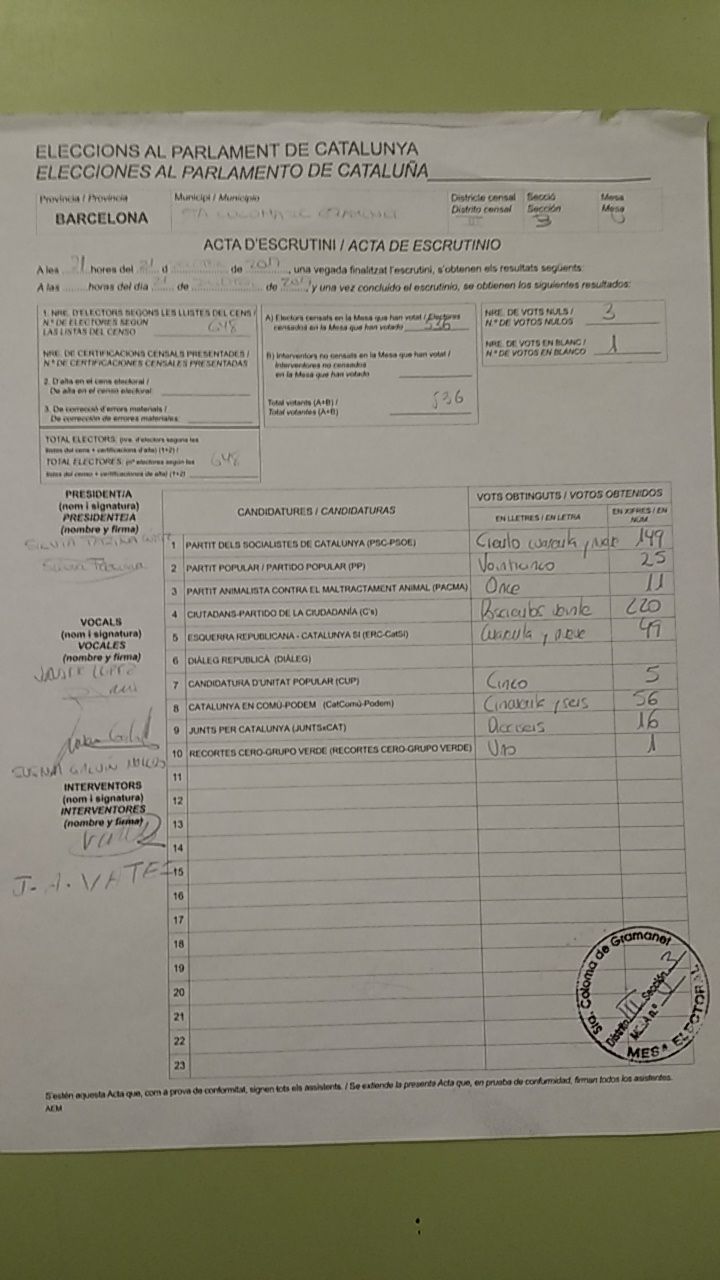 ELECCIONS AL PARLAMENT DE CATALUNYA
ELECCIONES AL PARLAMENTO DE CATALUÑA
Província / Provincia
BARCELONA
Municipi / Municipio
STA COLOMA DE GRAMENET
Districte censal
Distrito censal
III
Secció
Sección
3
Mesa
Mesa
U
ACTA D'ESCRUTINI / ACTA DE ESCRUTINIO
A les 21 hores del 21 d de 2017, una vegada finalitzat l'escrutini, s'obtenen els resultats següents:
A las hores del día 21 de de 2017, y una vez concluido el escrutinio, se obtienen los siguientes resultados:
1. NRE. D'ELECTORS SEGONS LES LLISTES DEL CENS /
N.º DE ELECTORES SEGÚN
LAS LISTAS DEL CENSO 648
NRE. DE CERTIFICACIONS CENSALS PRESENTADES /
N.º DE CERTIFICACIONES CENSALES PRESENTADAS
2. D'alta en el cens electoral /
De alta en el censo electoral:
3. De correcció d'errors materials /
De corrección de errores materiales:
TOTAL ELECTORS: (nre. d'electors segons les
llistes del cens + certificacions d'alta) (1+2) /
TOTAL ELECTORES: (nº electores según las
listas del censo + certificaciones de alta) (1+2) 648
A) Electors censats en la Mesa que han votat / Electores
censados en la Mesa que han votado 536
B) Interventors no censats en la Mesa que han votat /
Interventores no censados
en la Mesa que han votado
Total votants (A+B) /
Total votantes (A+B) 536
NRE. DE VOTS NULS /
N.º DE VOTOS NULOS 3
NRE. DE VOTS EN BLANC /
N.º DE VOTOS EN BLANCO 1
PRESIDENT/A
(nom i signatura)
PRESIDENTE/A
(nombre y firma)
SILVIA
Silvia
VOCALS
(nom i signatura)
VOCALES
(nombre y firma)
SUSANA GALVÍN
INTERVENTORS
(nom i signatura)
INTERVENTORES
(nombre y firma)
J. A. VATES
CANDIDATURES / CANDIDATURAS
VOTS OBTINGUTS / VOTOS OBTENIDOS
EN LLETRES / EN LETRA
EN XIFRES / EN NÚM
1 PARTIT DELS SOCIALISTES DE CATALUNYA (PSC-PSOE) Ciento cuarenta y nueve 149
2 PARTIT POPULAR / PARTIDO POPULAR (PP) Veinticinco 25
3 PARTIT ANIMALISTA CONTRA EL MALTRACTAMENT ANIMAL (PACMA) Once 11
4 CIUTADANS-PARTIDO DE LA CIUDADANÍA (C's) Doscientos veinte 220
5 ESQUERRA REPUBLICANA - CATALUNYA SÍ (ERC-CatSí) Cuarenta y nueve 49
6 DIÀLEG REPUBLICÀ (DIÀLEG)
7 CANDIDATURA D'UNITAT POPULAR (CUP) Cinco 5
8 CATALUNYA EN COMÚ-PODEM (CatComú-Podem) Cincuenta y seis 56
9 JUNTS PER CATALUNYA (JUNTSxCAT) Dieciseis 16
10 RECORTES CERO-GRUPO VERDE (RECORTES CERO-GRUPO VERDE) Uno 1
11
12
13
14
15
16
17
18
19
20
21
22
23
Sta. Coloma de Gramanet
Distrito III Sección 3
MESA n.º U
MESA ELECTORAL
S'estén aquesta Acta que, com a prova de conformitat, signen tots els assistents. / Se extiende la presente Acta que, en prueba de conformidad, firman todos los asistentes.
AEM